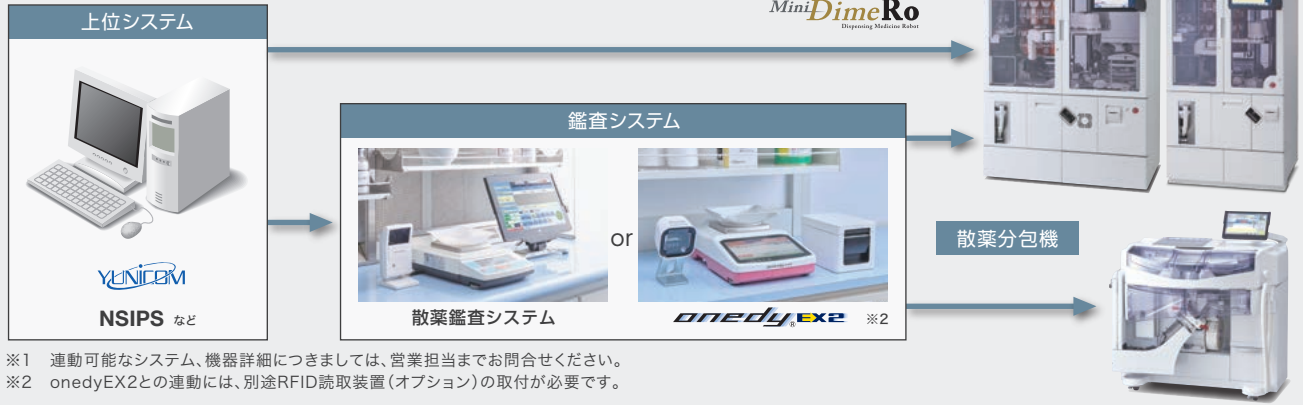 上位システム
Mini DimeRo
Dispensing Medicine Robot
鑑査システム
or
散薬分包機
YUNiCOM
NSIPS など
散薬鑑査システム
onedy® EX2 ※2
※1 連動可能なシステム、機器詳細につきましては、営業担当までお問合せください。
※2 onedyEX2との連動には、別途RFID読取装置(オプション)の取付が必要です。